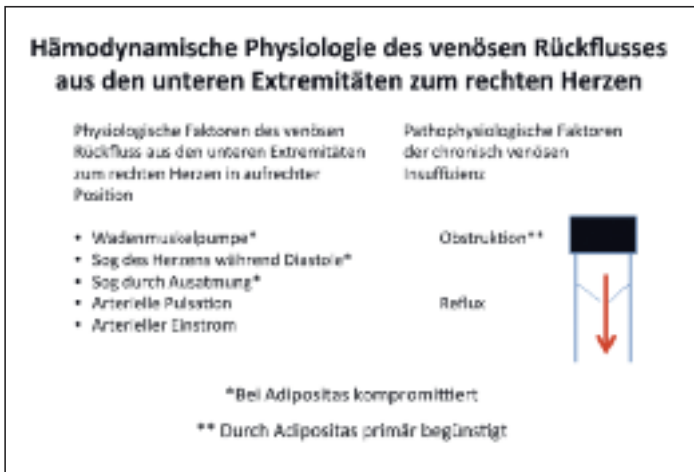 Hämodynamische Physiologie des venösen Rückflusses
aus den unteren Extremitäten zum rechten Herzen
Physiologische Faktoren des venösen
Rückfluss aus den unteren Extremitäten
zum rechten Herzen in aufrechter
Position
• Wadenmuskelpumpe*
• Sog des Herzens während Diastole*
• Sog durch Ausatmung*
• Arterielle Pulsation
• Arterieller Einstrom
Pathophysiologische Faktoren
der chronisch venösen
Insuffizienz
Obstruktion**
Reflux
*Bei Adipositas kompromittiert
** Durch Adipositas primär begünstigt